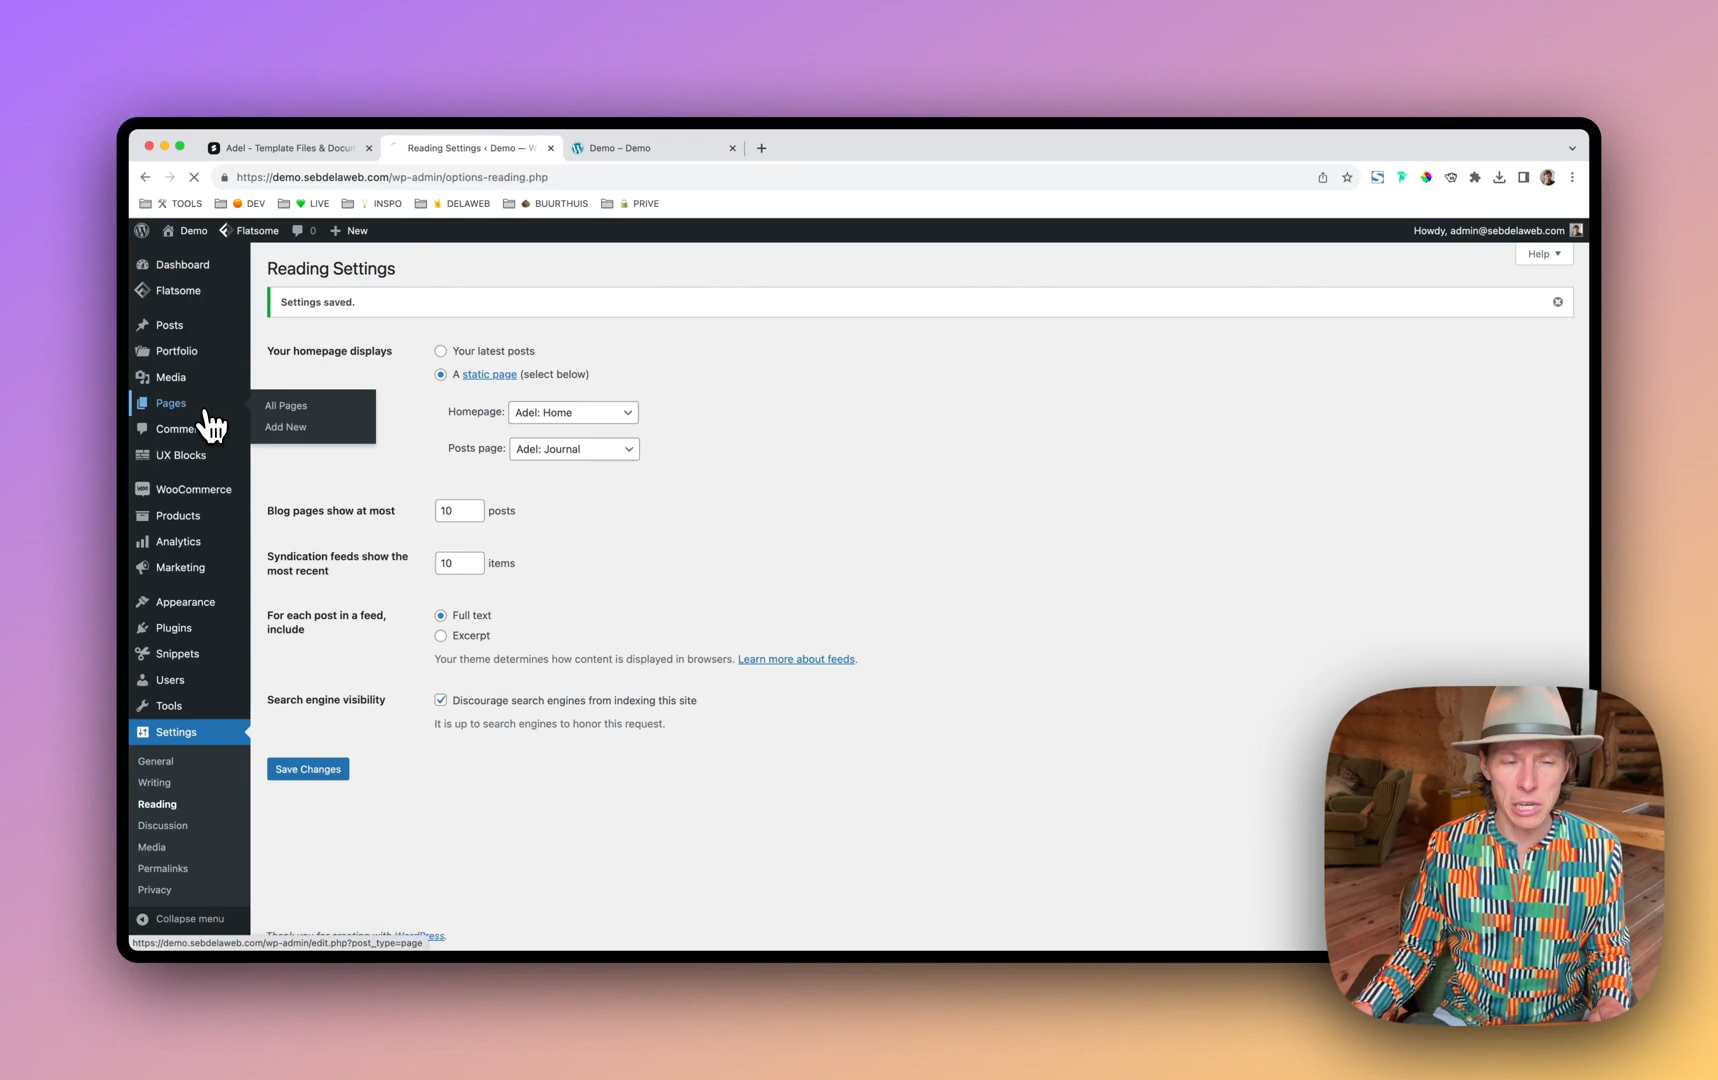 Adel - Template Files & Docun
Reading Settings ‹ Demo — W
Demo – Demo
https://demo.sebdelaweb.com/wp-admin/options-reading.php
TOOLS
DEV
LIVE
INSPO
DELAWEB
BUURTHUIS
PRIVE
Demo
Flatsome
0
New
Howdy, admin@sebdelaweb.com
Dashboard
Flatsome
Posts
Portfolio
Media
Pages
Comme
UX Blocks
WooCommerce
Products
Analytics
Marketing
Appearance
Plugins
Snippets
Users
Tools
Settings
General
Writing
Reading
Discussion
Media
Permalinks
Privacy
Collapse menu
All Pages
Add New
Help
Reading Settings
Settings saved.
Your homepage displays
Your latest posts
A static page (select below)
Homepage: Adel: Home
Posts page: Adel: Journal
Blog pages show at most
10 posts
Syndication feeds show the
most recent
10 items
For each post in a feed,
include
Full text
Excerpt
Your theme determines how content is displayed in browsers. Learn more about feeds.
Search engine visibility
Discourage search engines from indexing this site
It is up to search engines to honor this request.
Save Changes
Thank you for creating with WordPress.
https://demo.sebdelaweb.com/wp-admin/edit.php?post_type=page